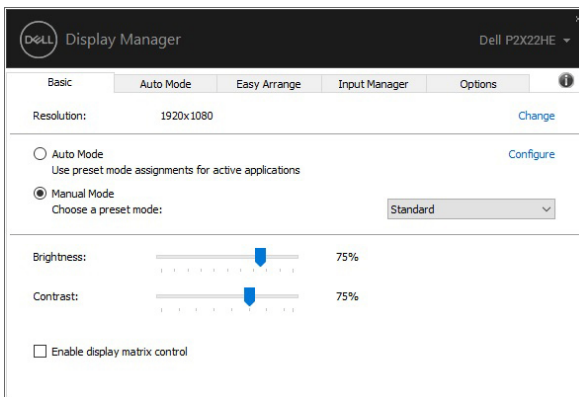 DELL Display Manager Dell P2X22HE
Basic Auto Mode Easy Arrange Input Manager Options
Resolution: 1920x1080 Change
Auto Mode Configure
Use preset mode assignments for active applications
Manual Mode
Choose a preset mode: Standard
Brightness: 75%
Contrast: 75%
Enable display matrix control